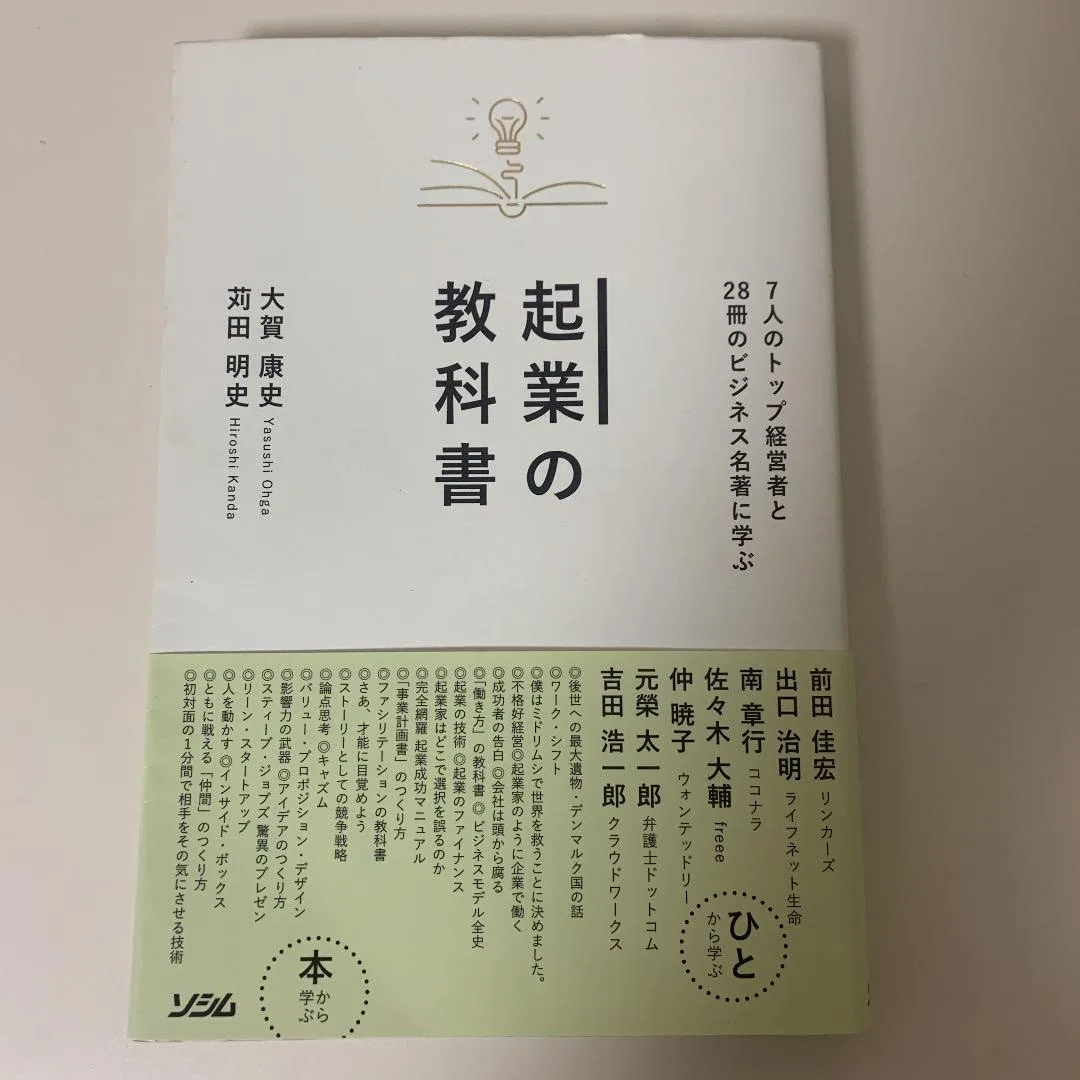 7人のトップ経営者と
28冊のビジネス名著に学ぶ
起業の
教科書
大賀 康史 Yasushi Ohga
苅田 明史 Hiroshi Kanda
前田 佳宏 リンカーズ
出口 治明 ライフネット生命
南 章行 ココナラ
佐々木 大輔 freee
仲 暁子 ウォンテッドリー
元榮 太一郎 弁護士ドットコム
吉田 浩一郎 クラウドワークス
ひと
から学ぶ
◎後世への最大遺物・デンマルク国の話
◎ワーク・シフト
◎僕はミドリムシで世界を救うことに決めました。
◎不格好経営◎起業家のように企業で働く
◎成功者の告白 ◎会社は頭から腐る
◎「働き方」の教科書 ◎ビジネスモデル全史
◎起業の技術 ◎起業のファイナンス
◎起業家はどこで選択を誤るのか
◎完全網羅 起業成功マニュアル
◎「事業計画書」のつくり方
◎ファシリテーションの教科書
◎さあ、才能に目覚めよう
◎ストーリーとしての競争戦略
◎論点思考 ◎キャズム
◎バリュー・プロポジション・デザイン
◎影響力の武器 ◎アイデアのつくり方
◎スティーブ・ジョブズ 驚異のプレゼン
◎リーン・スタートアップ
◎人を動かす ◎インサイド・ボックス
◎ともに戦える「仲間」のつくり方
◎初対面の1分間で相手をその気にさせる技術
本
から
学ぶ
ソシム